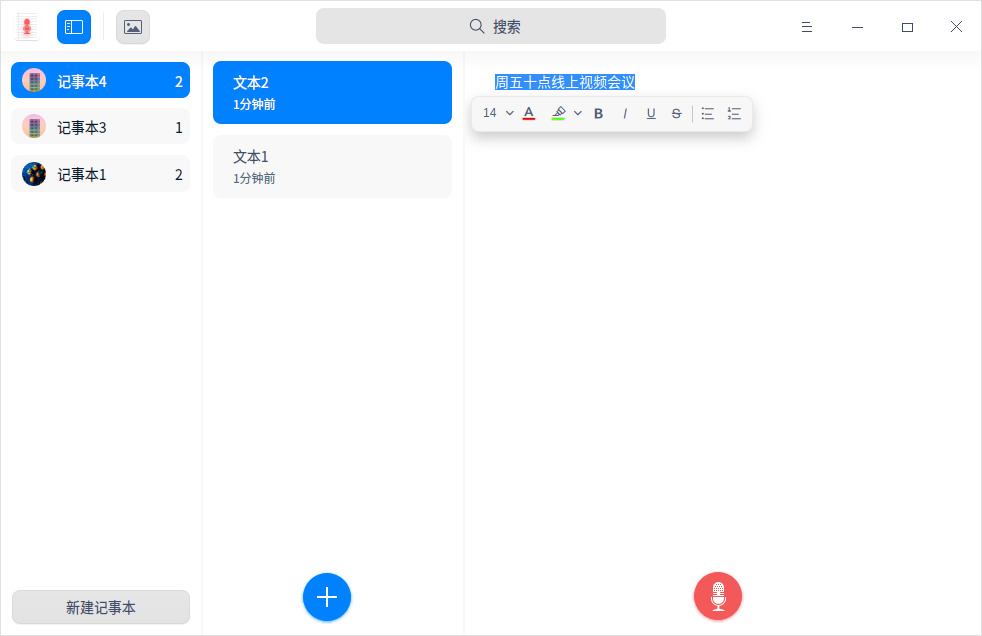 搜索
记事本4 2
记事本3 1
记事本1 2
新建记事本
文本2
1分钟前
文本1
1分钟前
周五十点线上视频会议
14 A B I U S